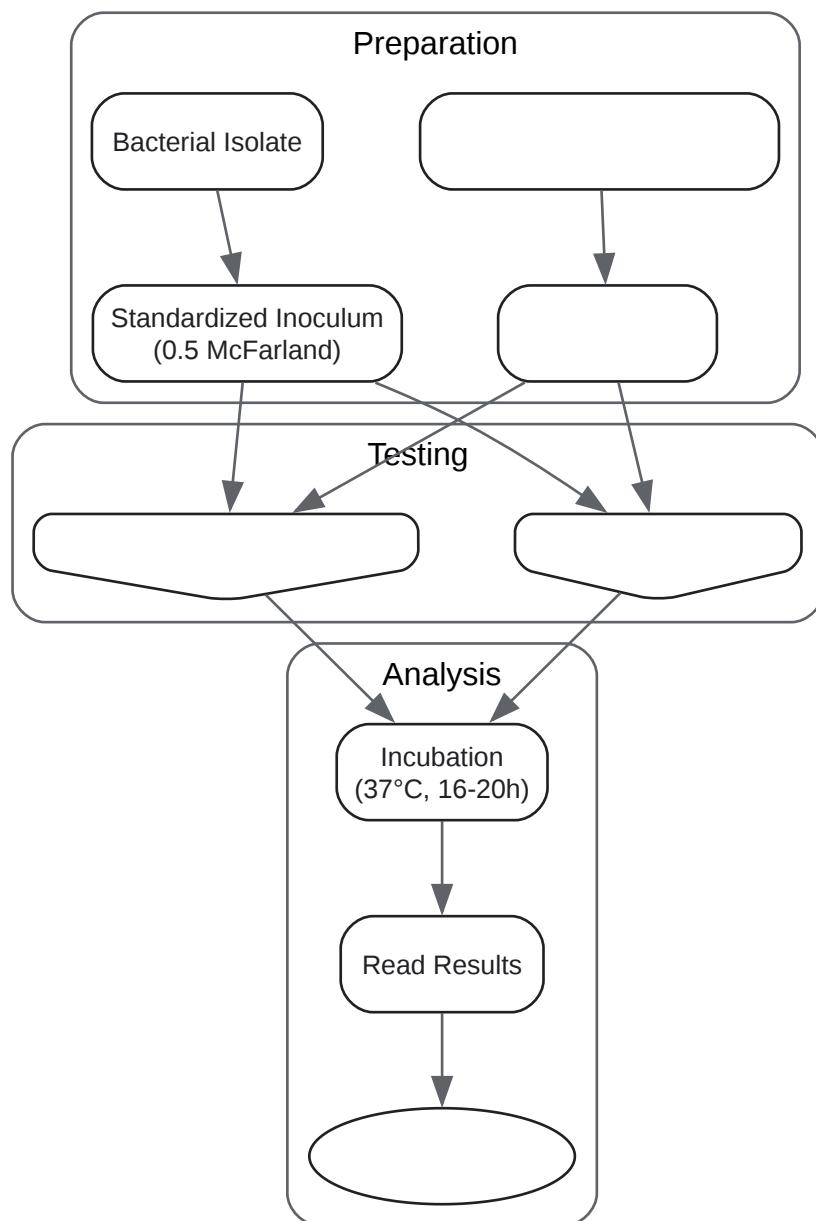 Preparation
Bacterial Isolate
Standardized Inoculum
(0.5 McFarland)
Testing
Analysis
Incubation
(37°C, 16-20h)
Read Results